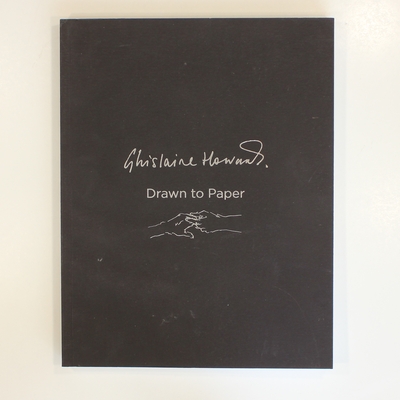 Ghislaine Howard.
Drawn to Paper